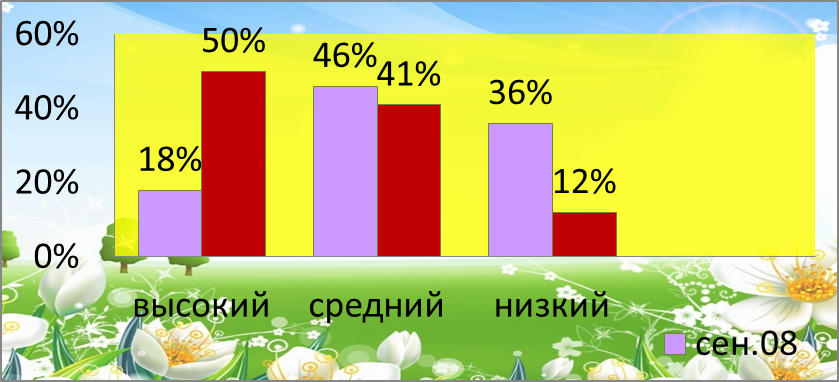 60%
40%
20%
0%
18%
50%
46%
41%
36%
12%
высокий
средний
низкий
сен.08